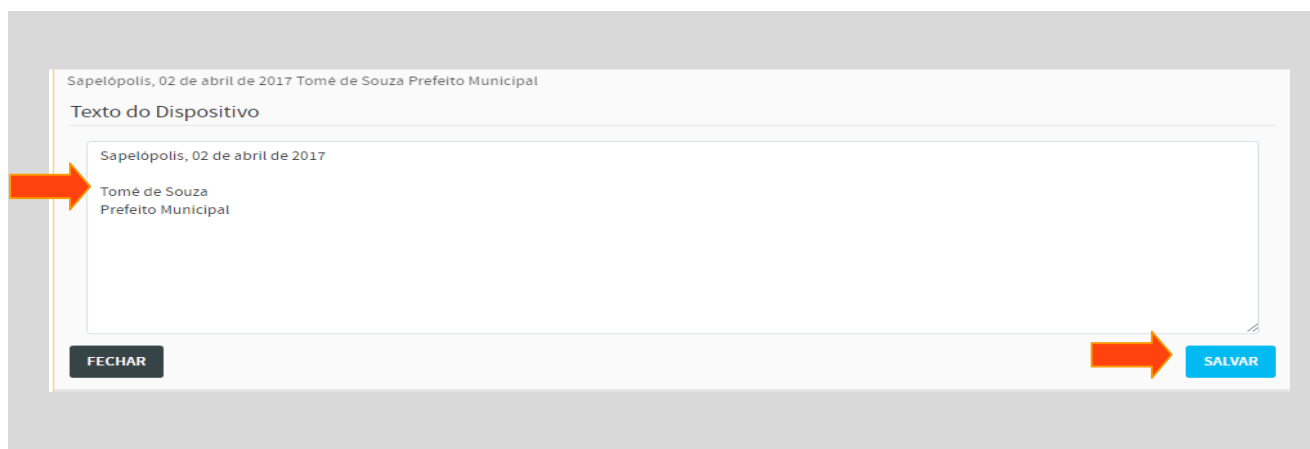 Sapelópolis, 02 de abril de 2017 Tomé de Souza Prefeito Municipal
Texto do Dispositivo
Sapelópolis, 02 de abril de 2017
Tomé de Souza
Prefeito Municipal
FECHAR
SALVAR